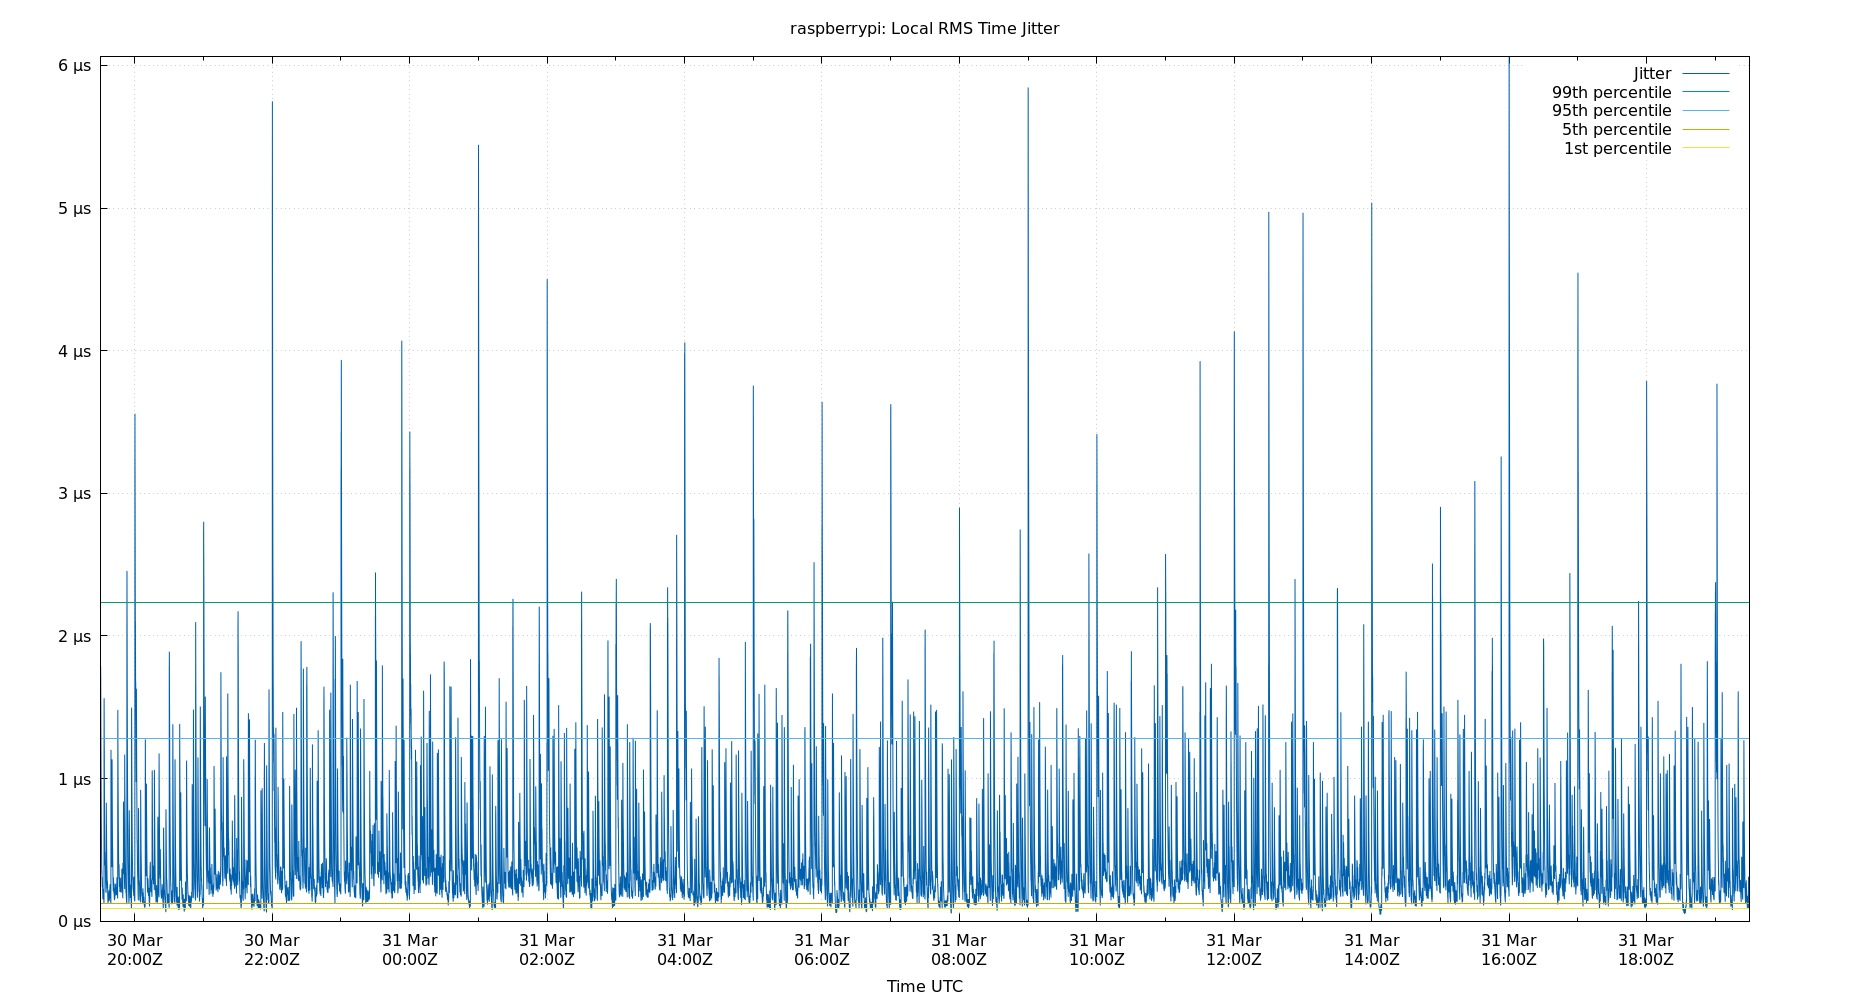 raspberrypi: Local RMS Time Jitter
6 µs
5 µs
4 µs
3 µs
2 µs
1 µs
0 µs
Jitter
99th percentile
95th percentile
5th percentile
1st percentile
30 Mar
20:00Z
30 Mar
22:00Z
31 Mar
00:00Z
31 Mar
02:00Z
31 Mar
04:00Z
31 Mar
06:00Z
31 Mar
08:00Z
31 Mar
10:00Z
31 Mar
12:00Z
31 Mar
14:00Z
31 Mar
16:00Z
31 Mar
18:00Z
Time UTC